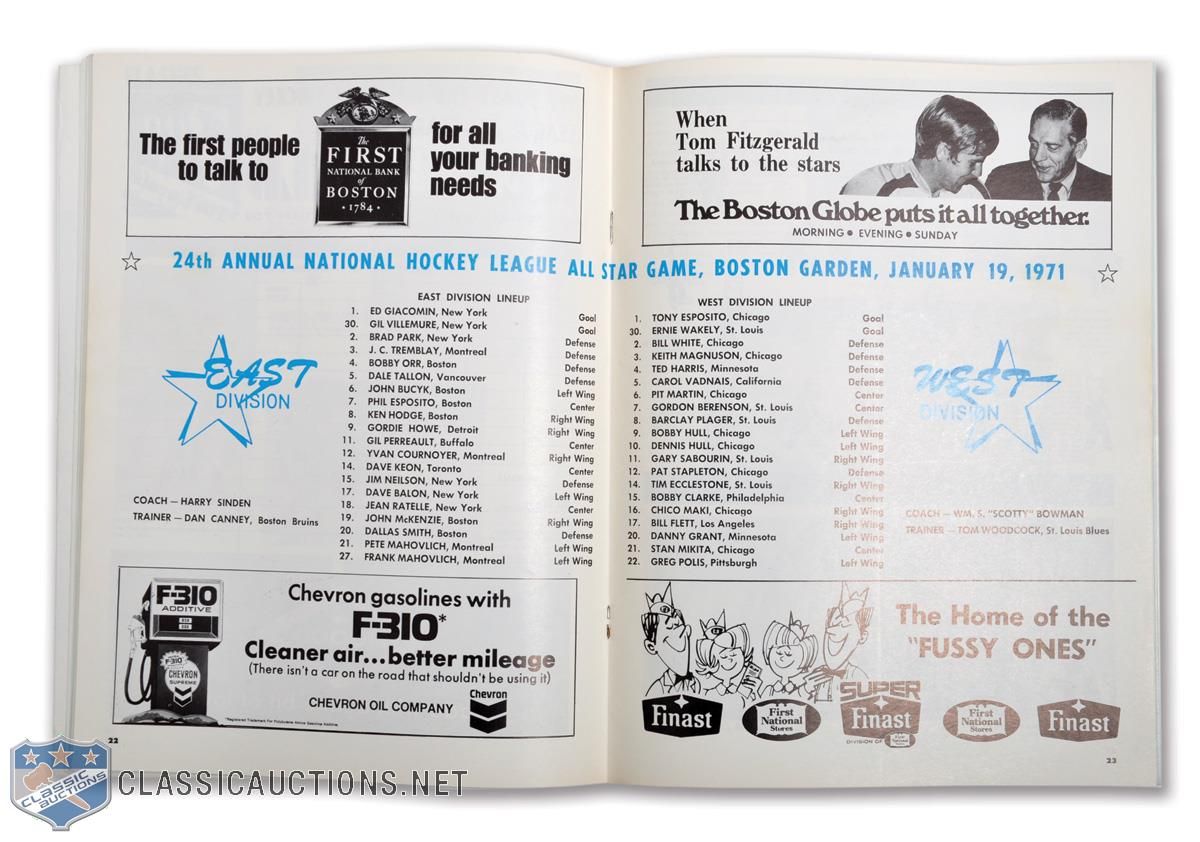 The first people
to talk to
The
FIRST
NATIONAL BANK
of
BOSTON
• 1784 •
for all
your banking
needs
When
Tom Fitzgerald
talks to the stars
The Boston Globe puts it all together.
MORNING • EVENING • SUNDAY
24th ANNUAL NATIONAL HOCKEY LEAGUE ALL STAR GAME, BOSTON GARDEN, JANUARY 19, 1971
EAST DIVISION LINEUP
1. ED GIACOMIN, New York Goal
30. GIL VILLEMURE, New York Goal
2. BRAD PARK, New York Defense
3. J. C. TREMBLAY, Montreal Defense
4. BOBBY ORR, Boston Defense
5. DALE TALLON, Vancouver Defense
6. JOHN BUCYK, Boston Left Wing
7. PHIL ESPOSITO, Boston Center
8. KEN HODGE, Boston Right Wing
9. GORDIE HOWE, Detroit Right Wing
11. GIL PERREAULT, Buffalo Center
12. YVAN COURNOYER, Montreal Right Wing
14. DAVE KEON, Toronto Center
15. JIM NEILSON, New York Defense
17. DAVE BALON, New York Left Wing
18. JEAN RATELLE, New York Center
19. JOHN McKENZIE, Boston Right Wing
20. DALLAS SMITH, Boston Defense
21. PETE MAHOVLICH, Montreal Left Wing
27. FRANK MAHOVLICH, Montreal Left Wing
EAST
DIVISION
COACH — HARRY SINDEN
TRAINER — DAN CANNEY, Boston Bruins
WEST DIVISION LINEUP
1. TONY ESPOSITO, Chicago Goal
30. ERNIE WAKELY, St. Louis Goal
2. BILL WHITE, Chicago Defense
3. KEITH MAGNUSON, Chicago Defense
4. TED HARRIS, Minnesota Defense
5. CAROL VADNAIS, California Defense
6. PIT MARTIN, Chicago Center
7. GORDON BERENSON, St. Louis Center
8. BARCLAY PLAGER, St. Louis Defense
9. BOBBY HULL, Chicago Left Wing
10. DENNIS HULL, Chicago Left Wing
11. GARY SABOURIN, St. Louis Right Wing
12. PAT STAPLETON, Chicago Defense
14. TIM ECCLESTONE, St. Louis Right Wing
15. BOBBY CLARKE, Philadelphia Center
16. CHICO MAKI, Chicago Right Wing
17. BILL FLETT, Los Angeles Right Wing
20. DANNY GRANT, Minnesota Left Wing
21. STAN MIKITA, Chicago Center
22. GREG POLIS, Pittsburgh Left Wing
WEST
DIVISION
COACH — WM. S. "SCOTTY" BOWMAN
TRAINER — TOM WOODCOCK, St. Louis Blues
F-310
ADDITIVE
F-310
CHEVRON
SUPREME
Chevron gasolines with
F-310*
Cleaner air...better mileage
(There isn't a car on the road that shouldn't be using it)
CHEVRON OIL COMPANY
Chevron
*Registered Trademark For Polybutene Amine Gasoline Additive.
The Home of the
"FUSSY ONES"
Finast
First
National
Stores
SUPER
Finast
DIVISION OF
First
National
Stores
Finast
22
23
CLASSIC
AUCTIONS
CLASSICAUCTIONS.NET